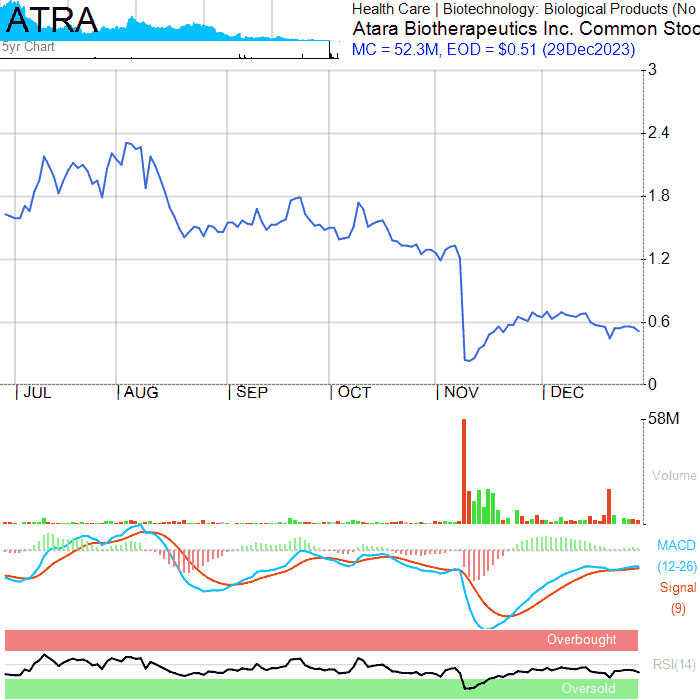 ATRA
5yr Chart
Health Care | Biotechnology: Biological Products (No
Atara Biotherapeutics Inc. Common Stoc
MC = 52.3M, EOD = $0.51 (29Dec2023)
3
2.4
1.8
1.2
0.6
0
JUL AUG SEP OCT NOV DEC
58M
Volume
MACD
(12-26)
Signal
(9)
Overbought
RSI(14)
Oversold